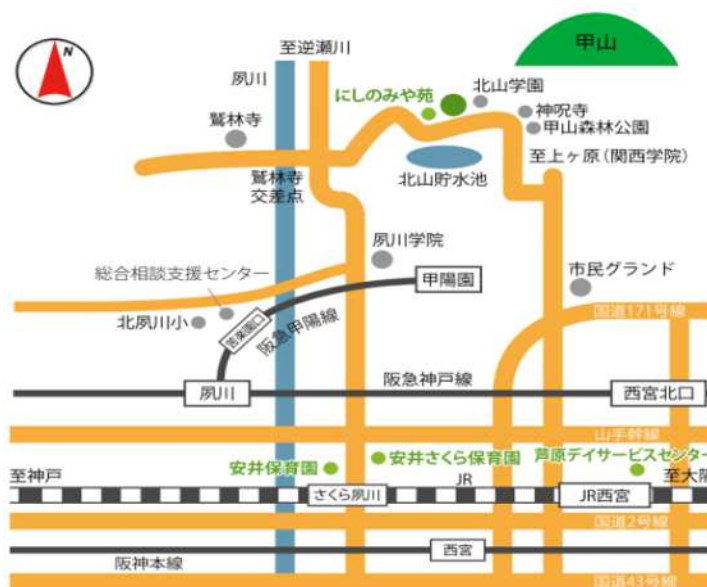 N
至逆瀬川
甲山
夙川
にしのみや苑
北山学園
鷲林寺
神呪寺
甲山森林公園
至上ヶ原(関西学院)
北山貯水池
鷲林寺
交差点
夙川学院
総合相談支援センター
甲陽園
市民グランド
国道171号線
北夙川小
苦楽園口
阪急甲陽線
夙川
阪急神戸線
西宮北口
山手幹線
安井保育園
安井さくら保育園
芦原デイサービスセンター
至神戸
JR
至大阪
さくら夙川
JR西宮
国道2号線
阪神本線
西宮
国道43号線